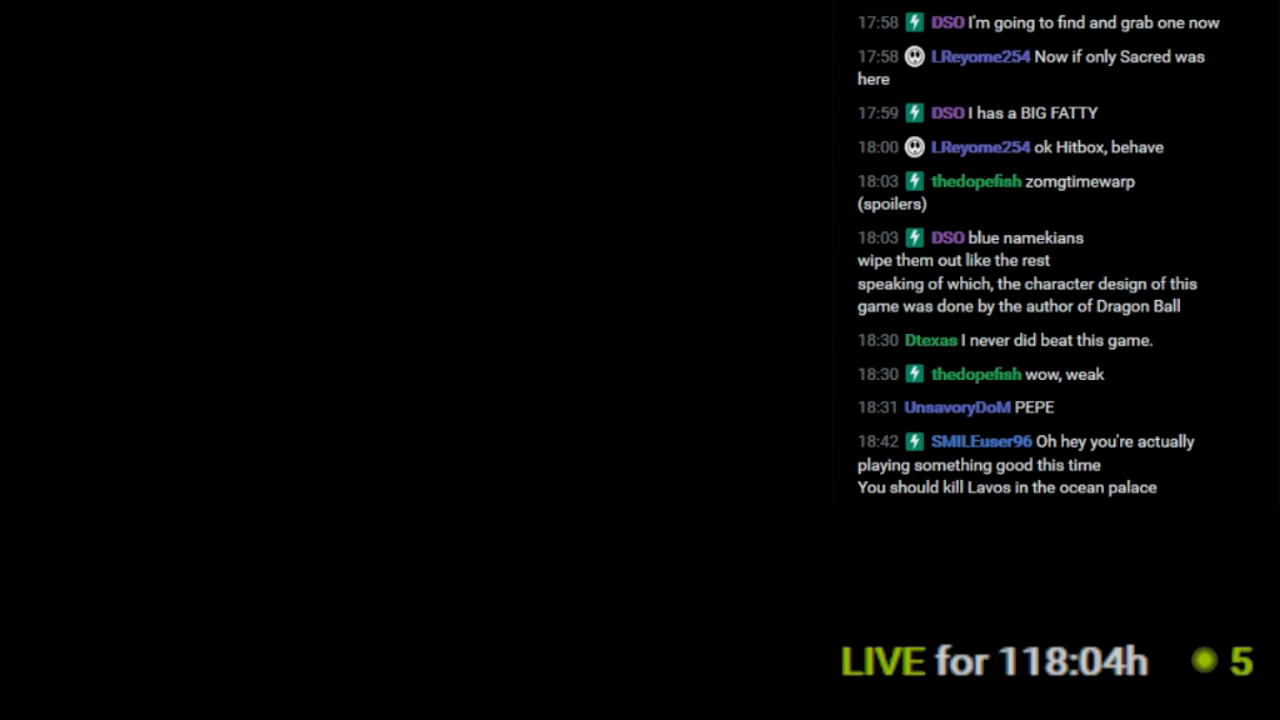 17:58 DSO I'm going to find and grab one now
17:58 LReyome254 Now if only Sacred was
here
17:59 DSO I has a BIG FATTY
18:00 LReyome254 ok Hitbox, behave
18:03 thedopefish zomgtimewarp
(spoilers)
18:03 DSO blue namekians
wipe them out like the rest
speaking of which, the character design of this
game was done by the author of Dragon Ball
18:30 Dtexas I never did beat this game.
18:30 thedopefish wow, weak
18:31 UnsavoryDoM PEPE
18:42 SMILEuser96 Oh hey you're actually
playing something good this time
You should kill Lavos in the ocean palace
LIVE for 118:04h 5